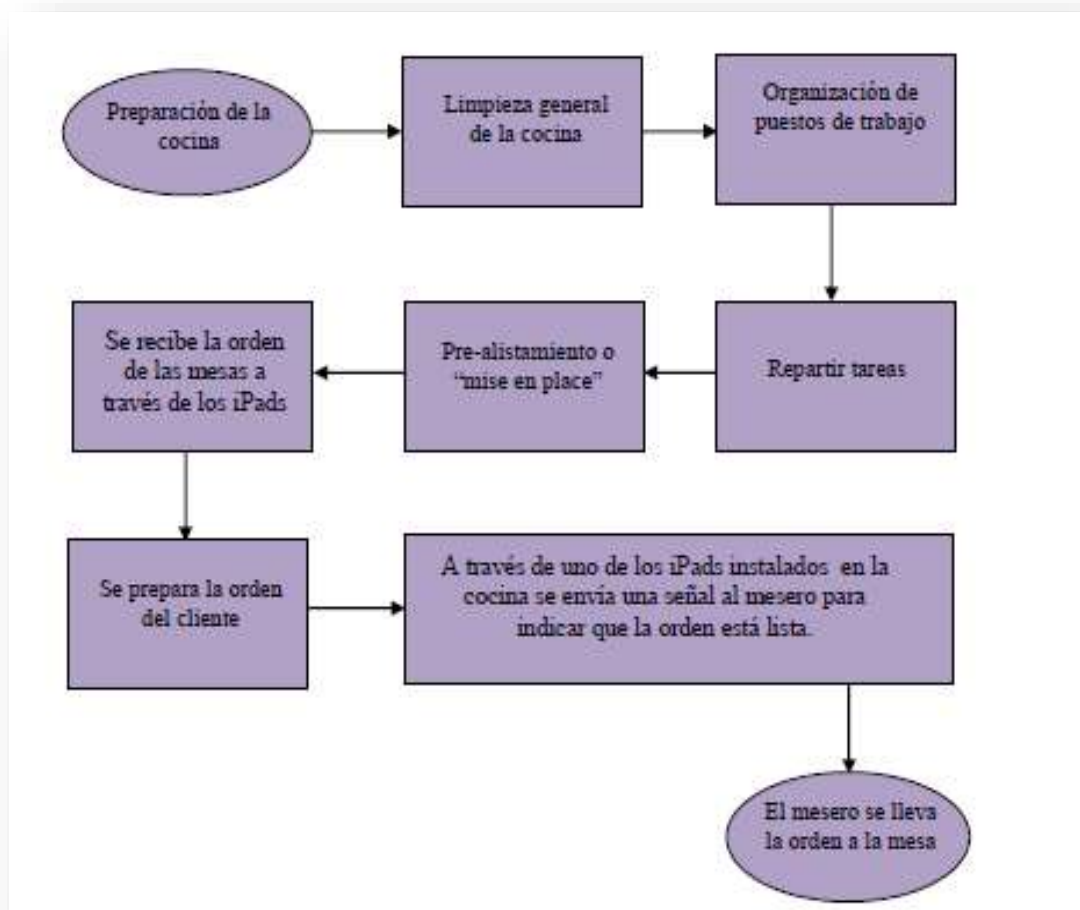 Preparación de la
cocina
Limpieza general
de la cocina
Organización de
puestos de trabajo
Repartir tareas
Pre-alistamiento o
“mise en place”
Se recibe la orden
de las mesas a
través de los iPads
Se prepara la orden
del cliente
A través de uno de los iPads instalados en la
cocina se envía una señal al mesero para
indicar que la orden está lista.
El mesero se lleva
la orden a la mesa